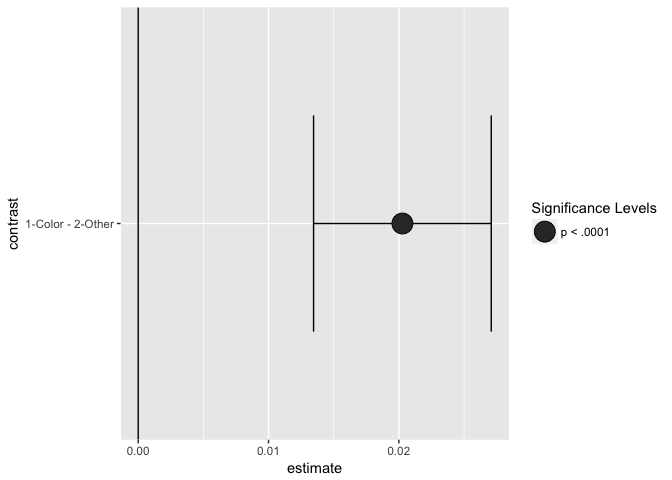 contrast
1-Color - 2-Other
0.00
0.01
0.02
estimate
Significance Levels
p < .0001